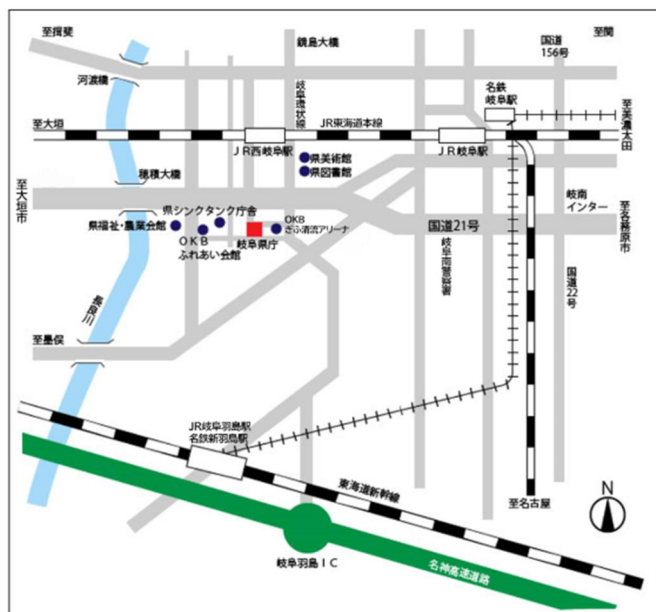 至揖斐
鏡島大橋
国道
156号
至関
河渡橋
岐阜環状線
名鉄
岐阜駅
至大垣
JR東海道本線
至美濃太田
JR西岐阜駅
JR岐阜駅
県美術館
県図書館
穂積大橋
至大垣市
岐南
インター
至各務原市
県シンクタンク庁舎
県福祉・農業会館
OKB
ふれあい会館
岐阜県庁
OKB
ぎふ清流アリーナ
国道21号
岐阜南警察署
国道22号
長良川
至墨俣
JR岐阜羽島駅
名鉄新羽島駅
東海道新幹線
至名古屋
N
岐阜羽島IC
名神高速道路